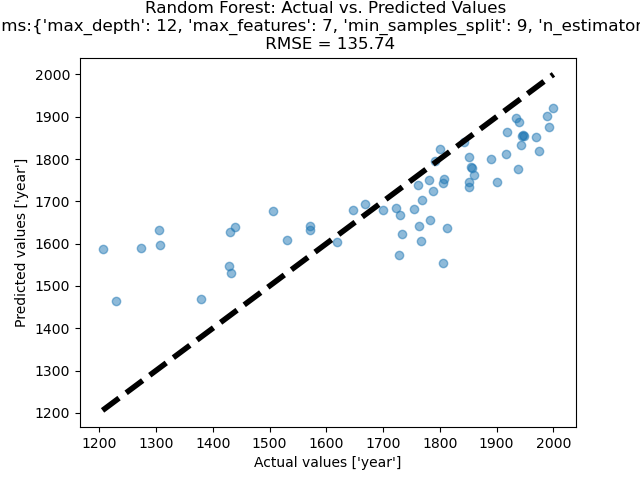 Random Forest: Actual vs. Predicted Values
ms:{'max_depth': 12, 'max_features': 7, 'min_samples_split': 9, 'n_estimator
RMSE = 135.74
2000
1900
1800
1700
1600
1500
1400
1300
1200
Predicted values ['year']
1200 1300 1400 1500 1600 1700 1800 1900 2000
Actual values ['year']